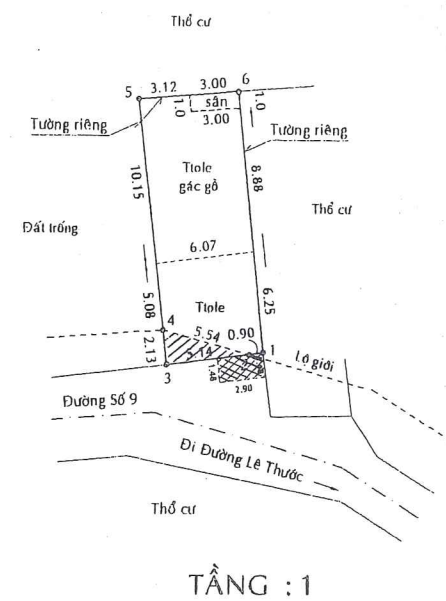 Thổ cư
5
3.12
3.00
6
1.0
sân
3.00
1.0
Tường riêng
Tường riêng
10.15
Ttole
gác gỗ
8.88
Thổ cư
Đất trống
6.07
5.08
Ttole
6.25
4
5.54
0.90
1
2.13
5.14
3
2.90
Lộ giới
Đường Số 9
Đi Đường Lê Thước
Thổ cư
TẦNG : 1